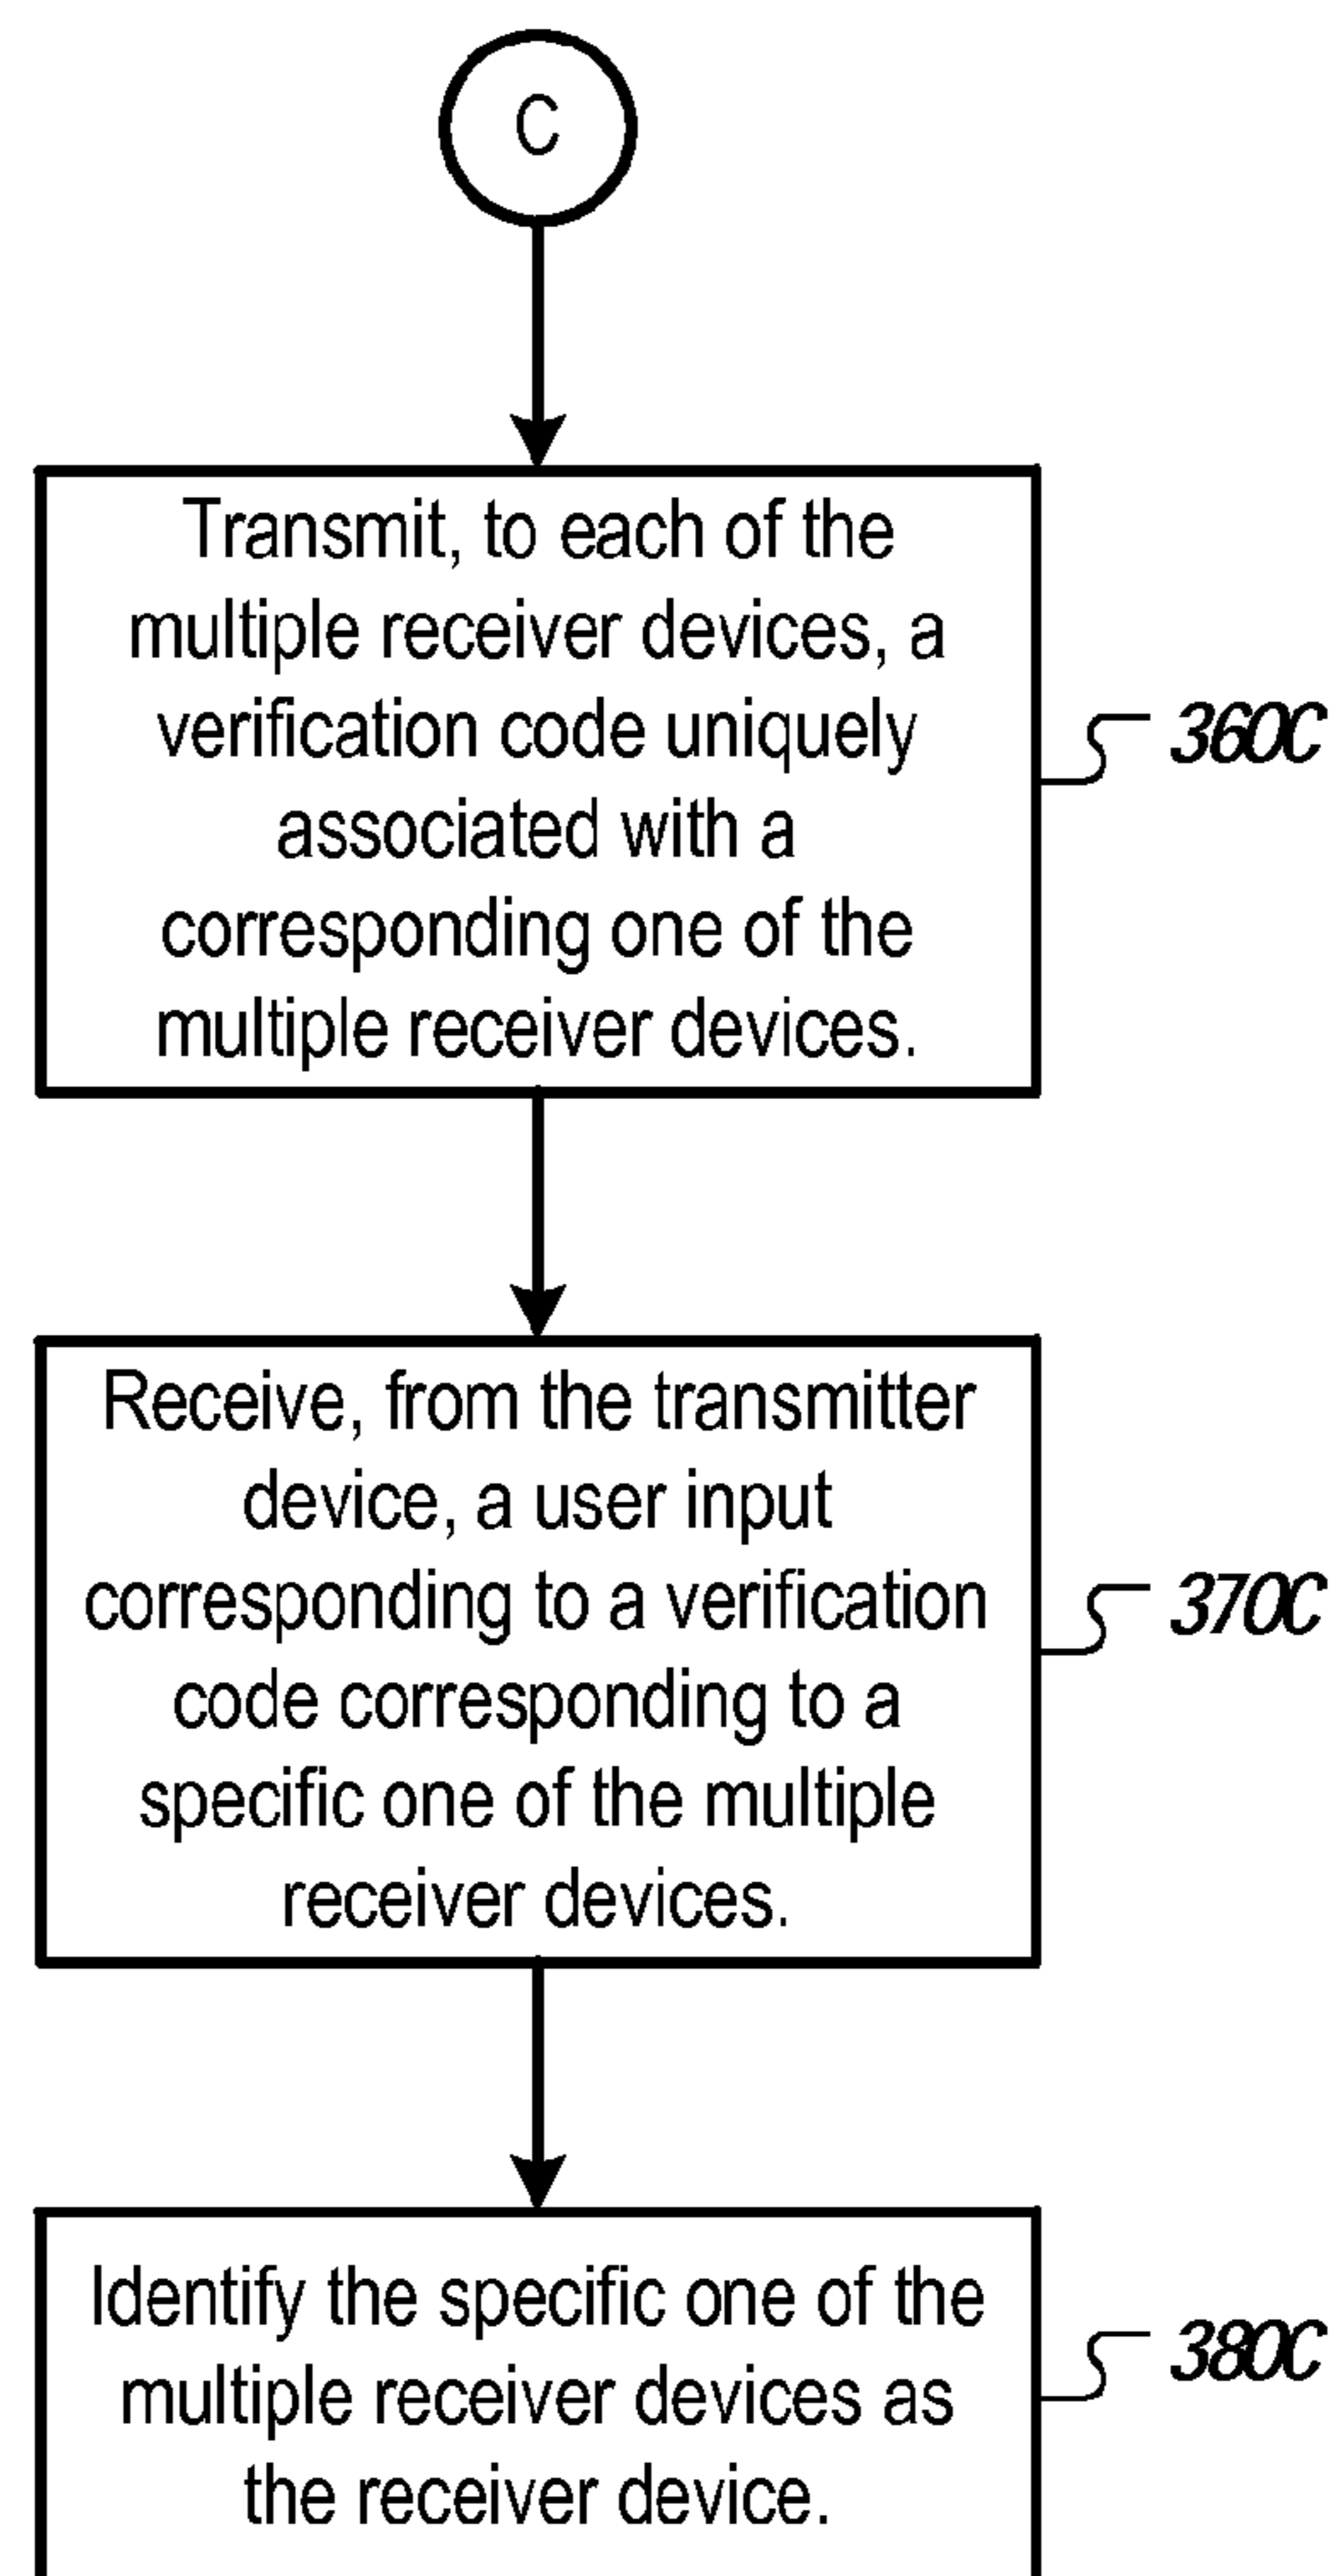 C
Transmit, to each of the
multiple receiver devices, a
verification code uniquely
associated with a
corresponding one of the
multiple receiver devices.
360C
Receive, from the transmitter
device, a user input
corresponding to a verification
code corresponding to a
specific one of the multiple
receiver devices.
370C
Identify the specific one of the
multiple receiver devices as
the receiver device.
380C